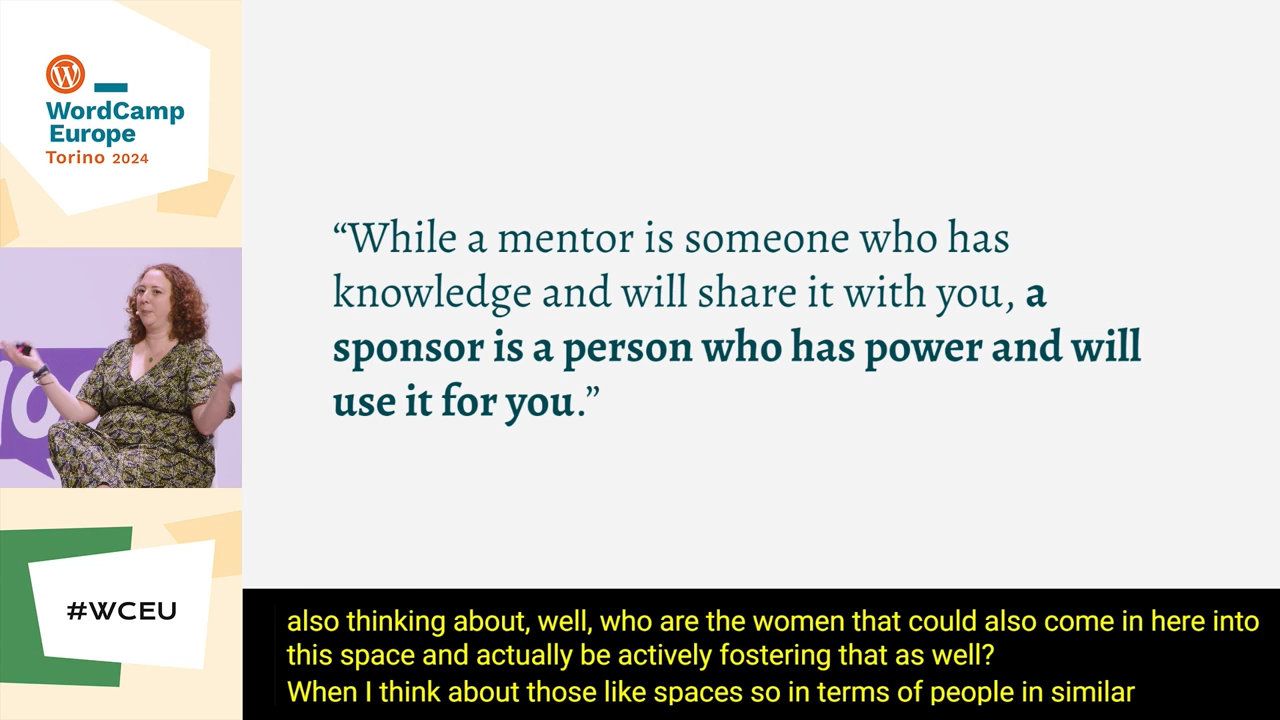 WordCamp
Europe
Torino 2024
“While a mentor is someone who has
knowledge and will share it with you, a
sponsor is a person who has power and will
use it for you.”
#WCEU
also thinking about, well, who are the women that could also come in here into
this space and actually be actively fostering that as well?
When I think about those like spaces so in terms of people in similar